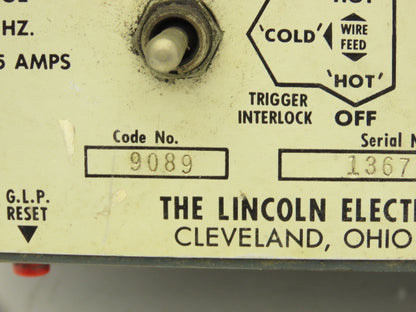 HZ.
5 AMPS
'COLD'
WIRE
FEED
'HOT'
TRIGGER
INTERLOCK
OFF
Code No.
Serial N
9089
1367
G.L.P.
RESET
THE LINCOLN ELECT
CLEVELAND, OHIO